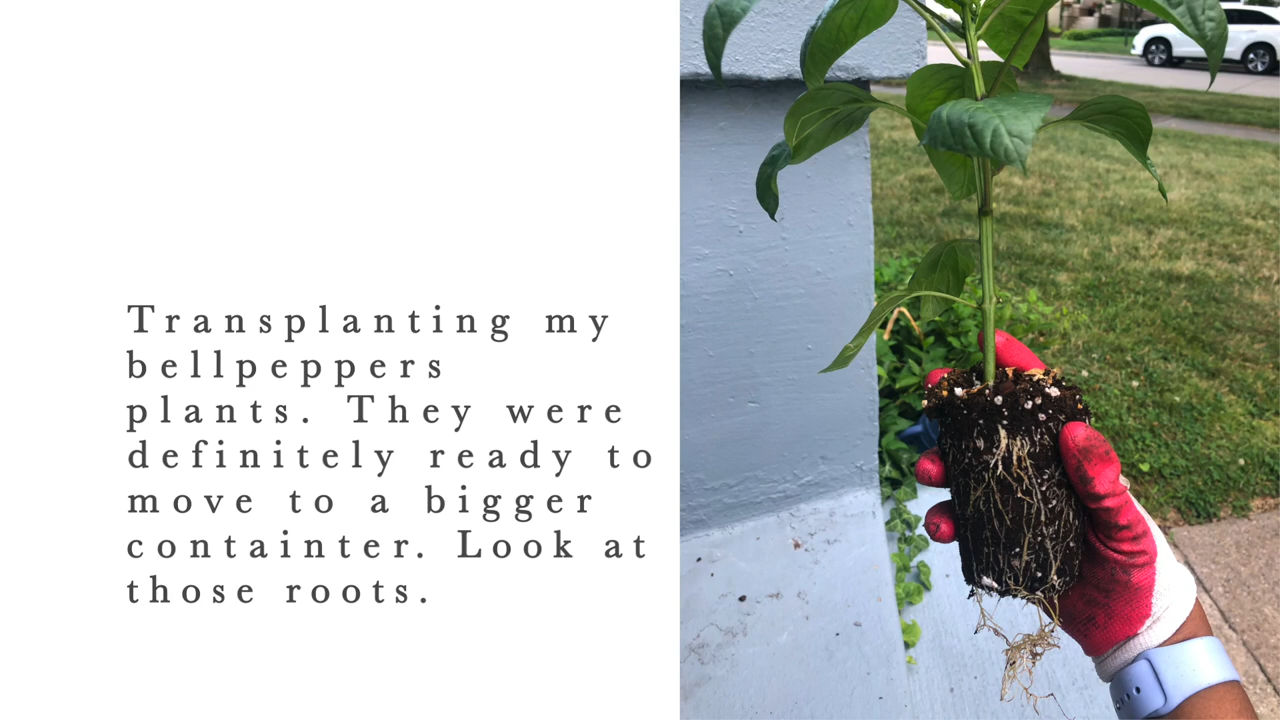 Transplanting my
bellpeppers
plants. They were
definitely ready to
move to a bigger
containter. Look at
those roots.